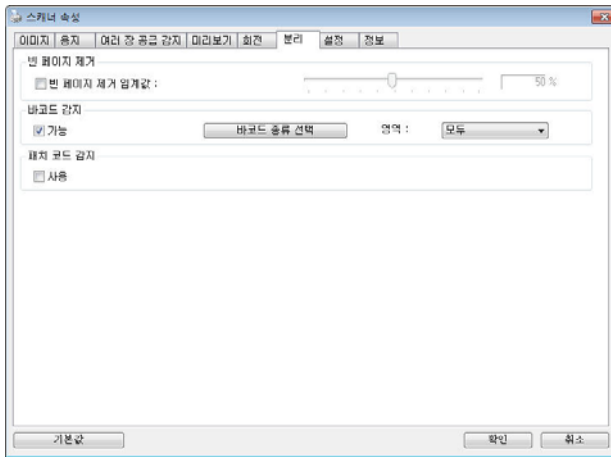 스캐너 속성
이미지 용지 여러 장 공급 감지 미리보기 회전 분리 설정 정보
빈 페이지 제거
빈 페이지 제거 임계값 : 50 %
바코드 감지
가능 바코드 종류 선택 영역 : 모두
패치 코드 감지
사용
기본값 확인 취소